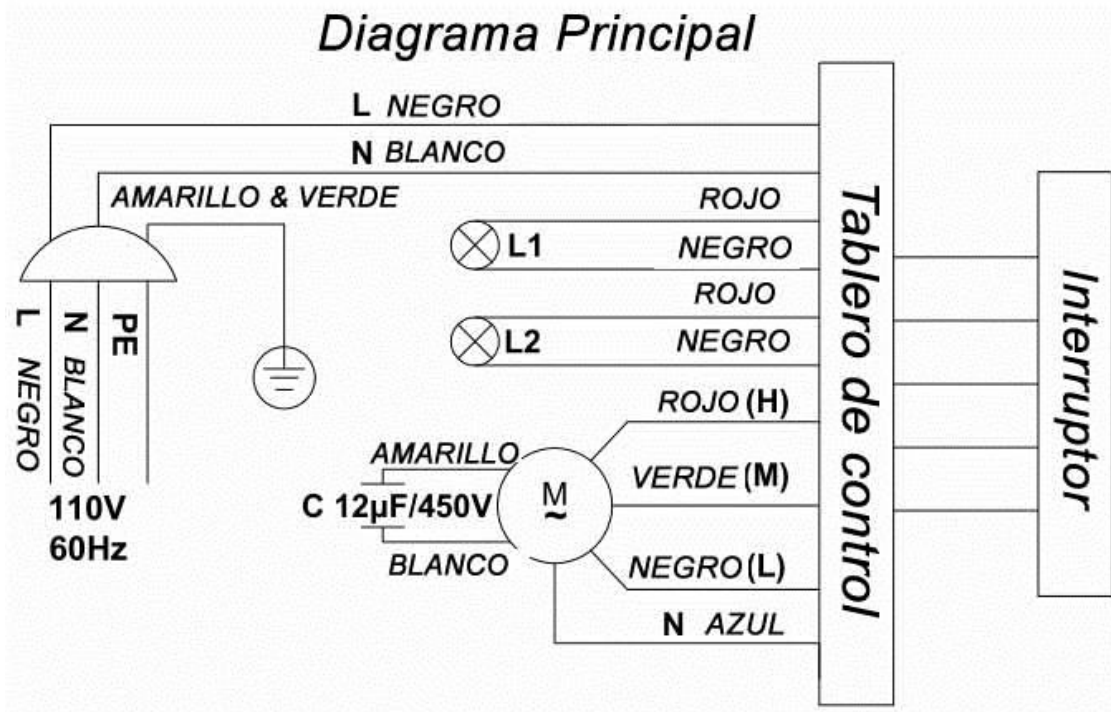 Diagrama Principal
L NEGRO
N BLANCO
AMARILLO & VERDE
L NEGRO
N BLANCO
PE
110V
60Hz
ROJO
L1 NEGRO
ROJO
L2 NEGRO
ROJO (H)
AMARILLO
C 12µF/450V
BLANCO
M
~
VERDE (M)
NEGRO (L)
N AZUL
Tablero de control
Interruptor